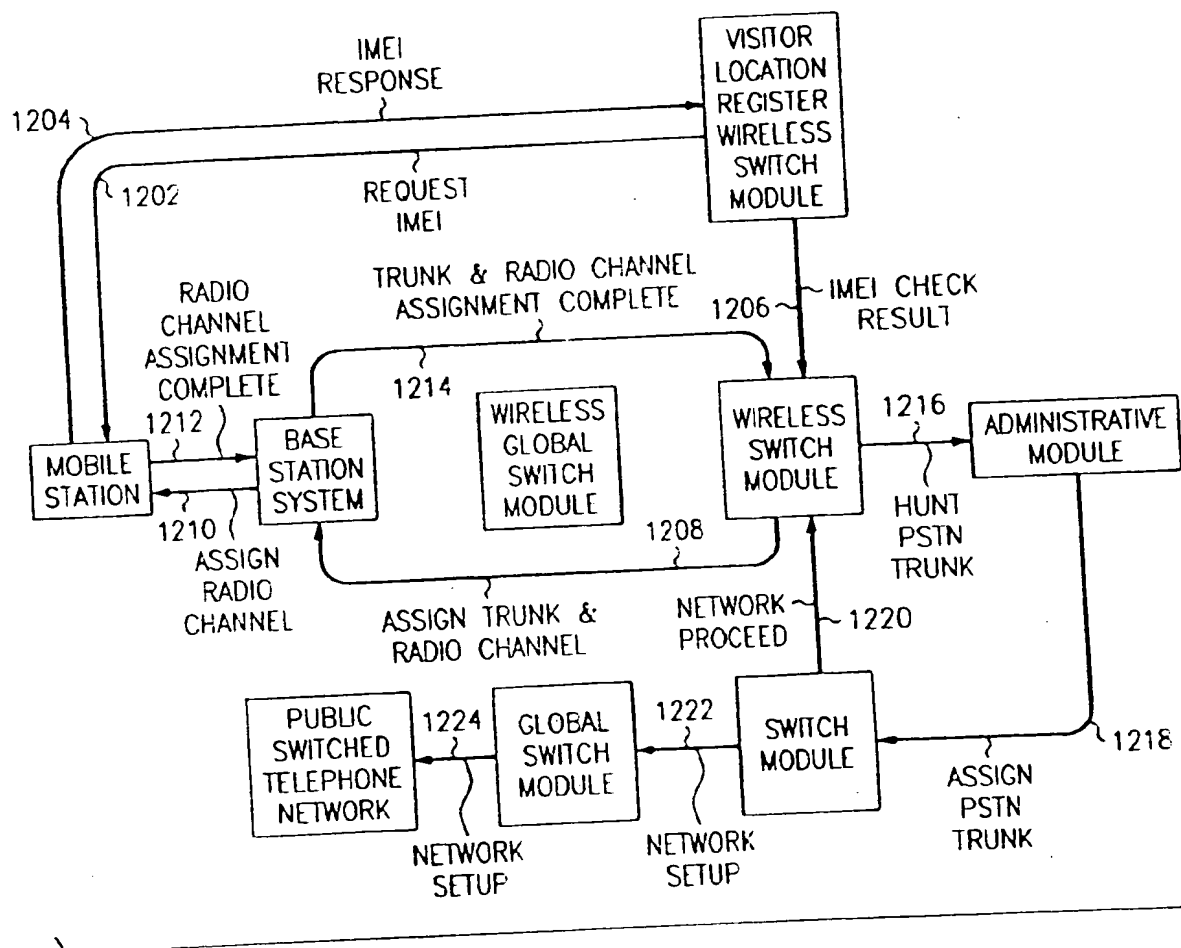 IMEI
RESPONSE
VISITOR
LOCATION
REGISTER
WIRELESS
SWITCH
MODULE
1204
1202
REQUEST
IMEI
TRUNK & RADIO CHANNEL
ASSIGNMENT COMPLETE
1206
IMEI CHECK
RESULT
RADIO
CHANNEL
ASSIGNMENT
COMPLETE
1214
1212
MOBILE
STATION
BASE
STATION
SYSTEM
WIRELESS
GLOBAL
SWITCH
MODULE
WIRELESS
SWITCH
MODULE
1216
ADMINISTRATIVE
MODULE
1210
ASSIGN
RADIO
CHANNEL
1208
HUNT
PSTN
TRUNK
ASSIGN TRUNK &
RADIO CHANNEL
NETWORK
PROCEED
1220
PUBLIC
SWITCHED
TELEPHONE
NETWORK
1224
GLOBAL
SWITCH
MODULE
1222
SWITCH
MODULE
1218
NETWORK
SETUP
NETWORK
SETUP
ASSIGN
PSTN
TRUNK